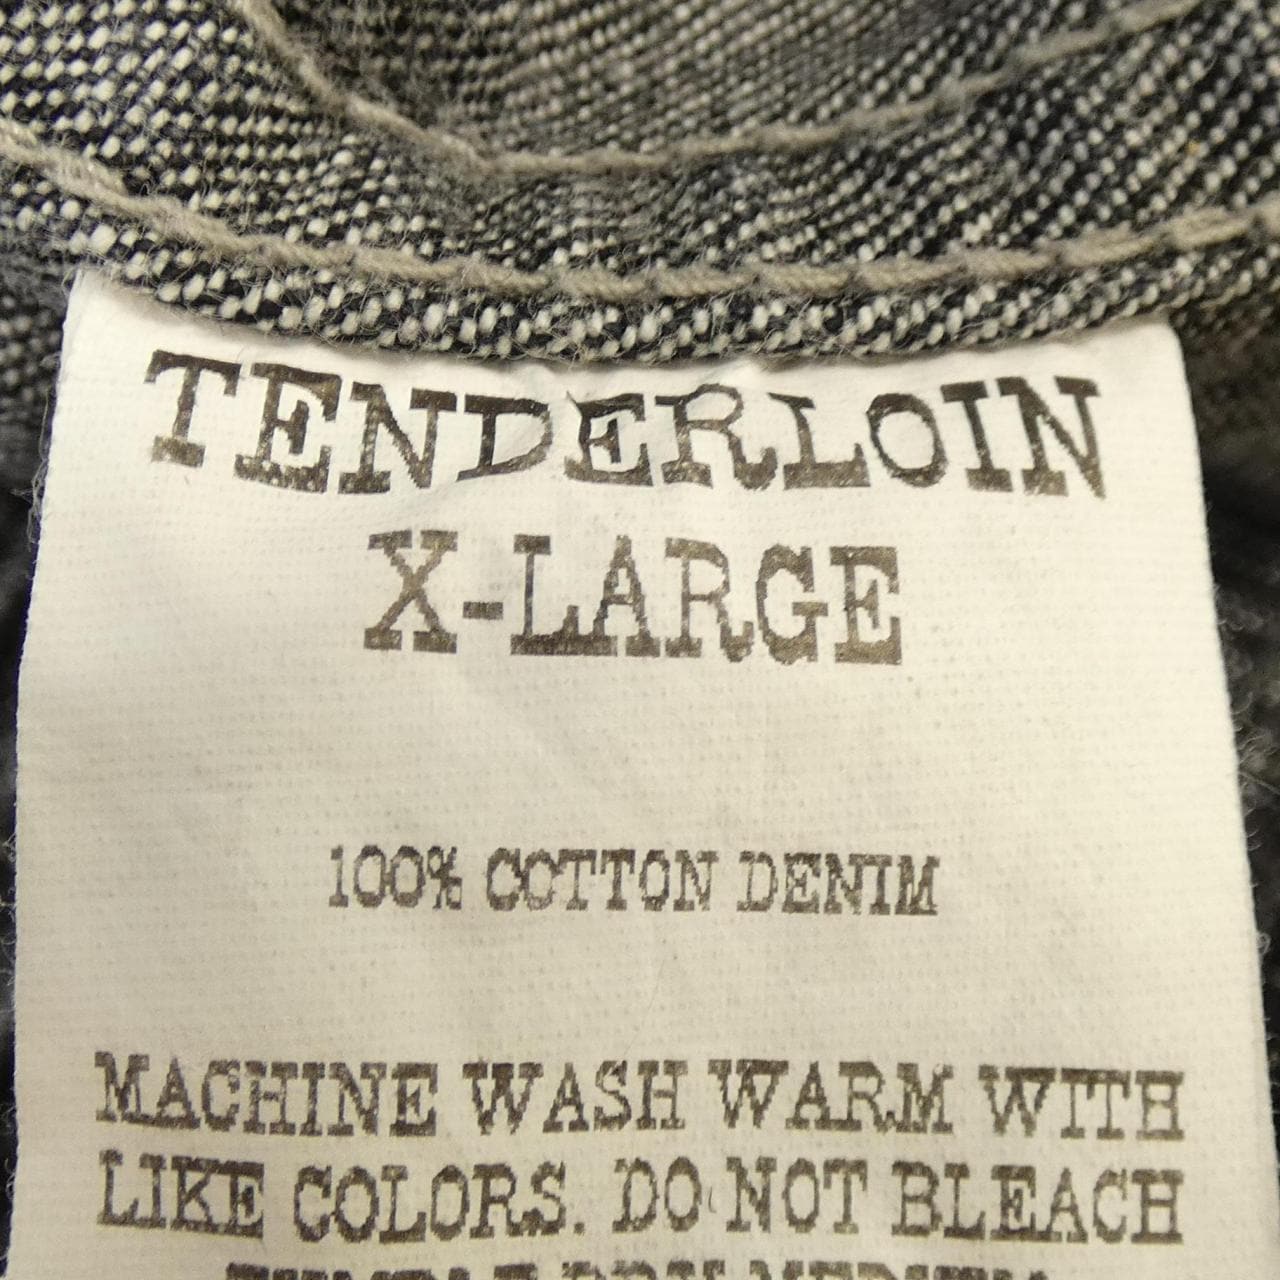 TENDERLOIN
X-LARGE
100% COTTON DENIM
MACHINE WASH WARM WITH
LIKE COLORS. DO NOT BLEACH